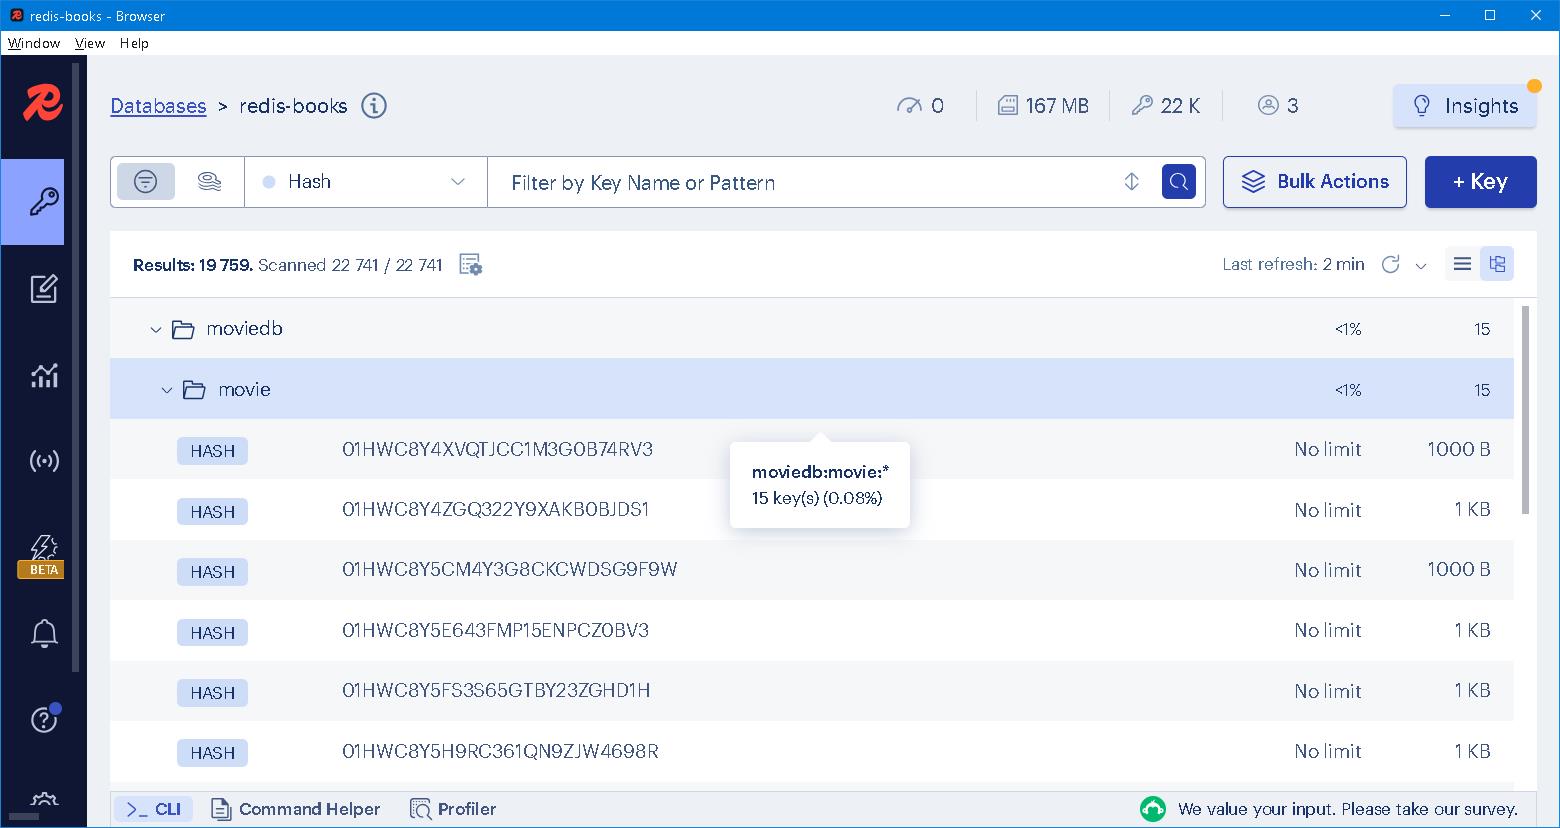 redis-books - Browser
Window View Help
Databases > redis-books
0
167 MB
22 K
3
Insights
Hash
Filter by Key Name or Pattern
Bulk Actions
+ Key
Results: 19 759. Scanned 22 741 / 22 741
Last refresh: 2 min
moviedb <1% 15
movie <1% 15
HASH 01HWC8Y4XVQTJCC1M3G0B74RV3 No limit 1000 B
moviedb:movie:*
15 key(s) (0.08%)
HASH 01HWC8Y4ZGQ322Y9XAKB0BJDS1 No limit 1 KB
HASH 01HWC8Y5CM4Y3G8CKCWDSG9F9W No limit 1000 B
BETA
HASH 01HWC8Y5E643FMP15ENPCZ0BV3 No limit 1 KB
HASH 01HWC8Y5FS3S65GTBY23ZGHD1H No limit 1 KB
HASH 01HWC8Y5H9RC361QN9ZJW4698R No limit 1 KB
>_ CLI
Command Helper
Profiler
We value your input. Please take our survey.